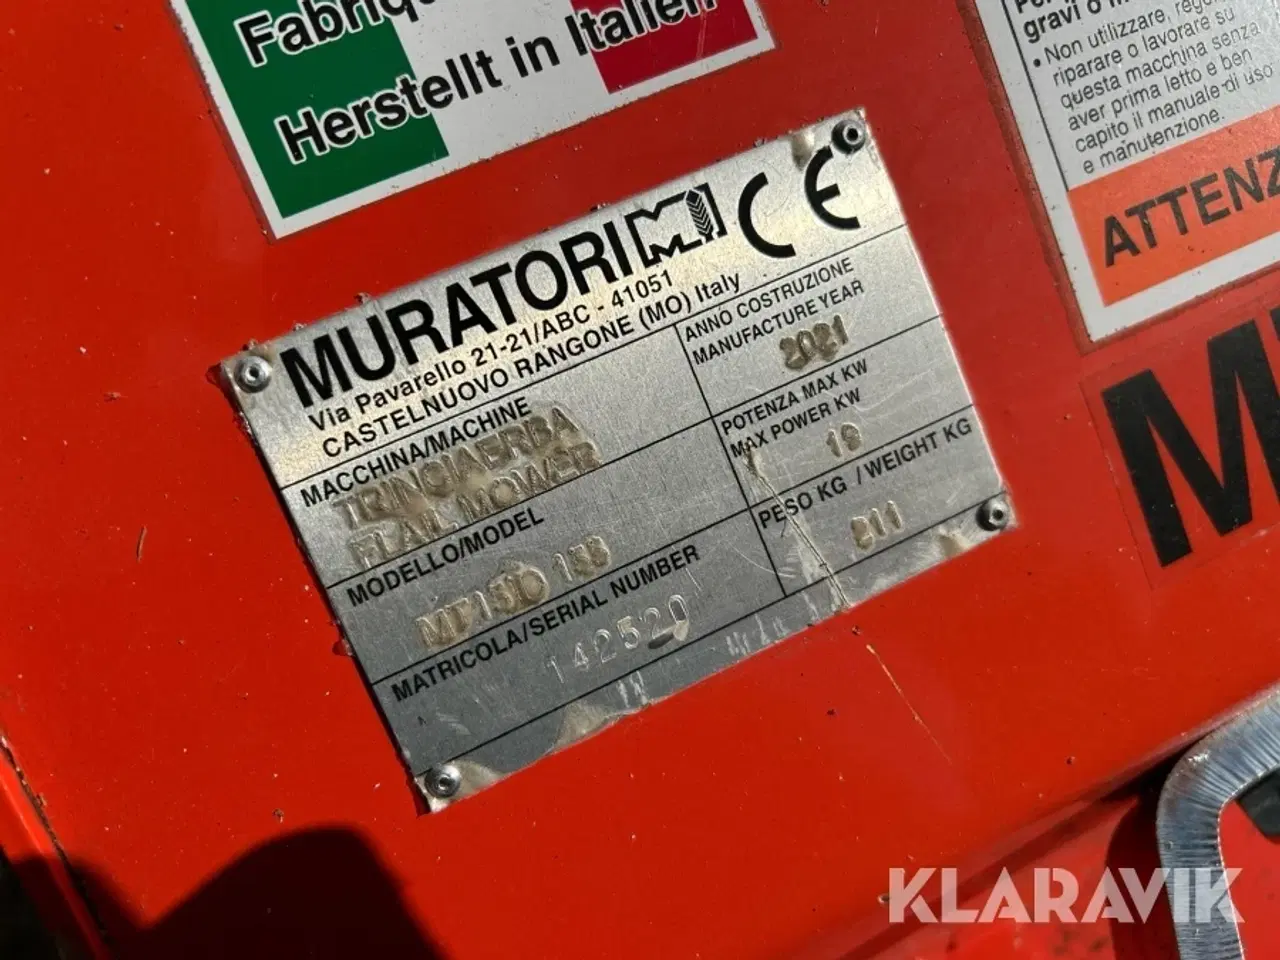 Herstellt in Italien
gravi o
• Non utilizzare,
riparare o lavorare su
questa macchina senza
aver prima letto e ben
capito il manuale di uso
e manutenzione.
MURATORI
CE
Via Pavarello 21-21/ABC - 41051
CASTELNUOVO RANGONE (MO) Italy
ANNO COSTRUZIONE
MANUFACTURE YEAR
2021
MACCHINA/MACHINE
TRINCIAERBA
FLAIL MOWER
POTENZA MAX KW
MAX POWER KW
19
MODELLO/MODEL
PESO KG / WEIGHT KG
211
MATRICOLA/SERIAL NUMBER
142520
KLARAVIK